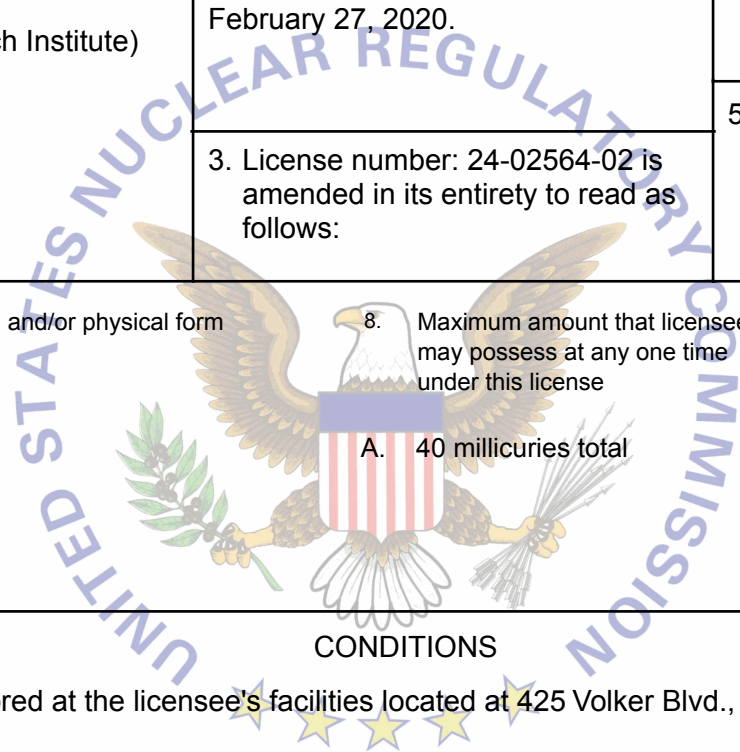 ch Institute)
February 27, 2020.
5
3. License number: 24-02564-02 is
amended in its entirety to read as
follows:
and/or physical form
8. Maximum amount that licensee
may possess at any one time
under this license
A. 40 millicuries total
CONDITIONS
ored at the licensee's facilities located at 425 Volker Blvd.,
UNITED STATES NUCLEAR REGULATORY COMMISSION